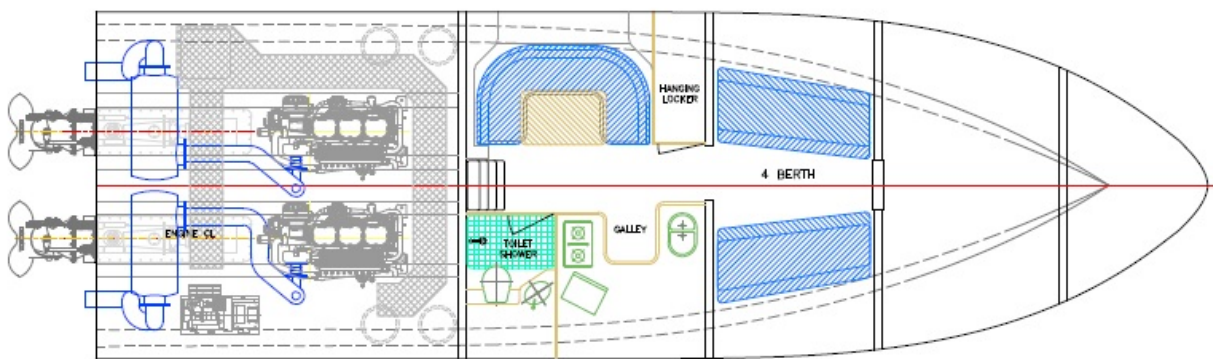 HANGING
LOCKER
4 BERTH
ENGINE CL
TOILET
SHOWER
GALLEY